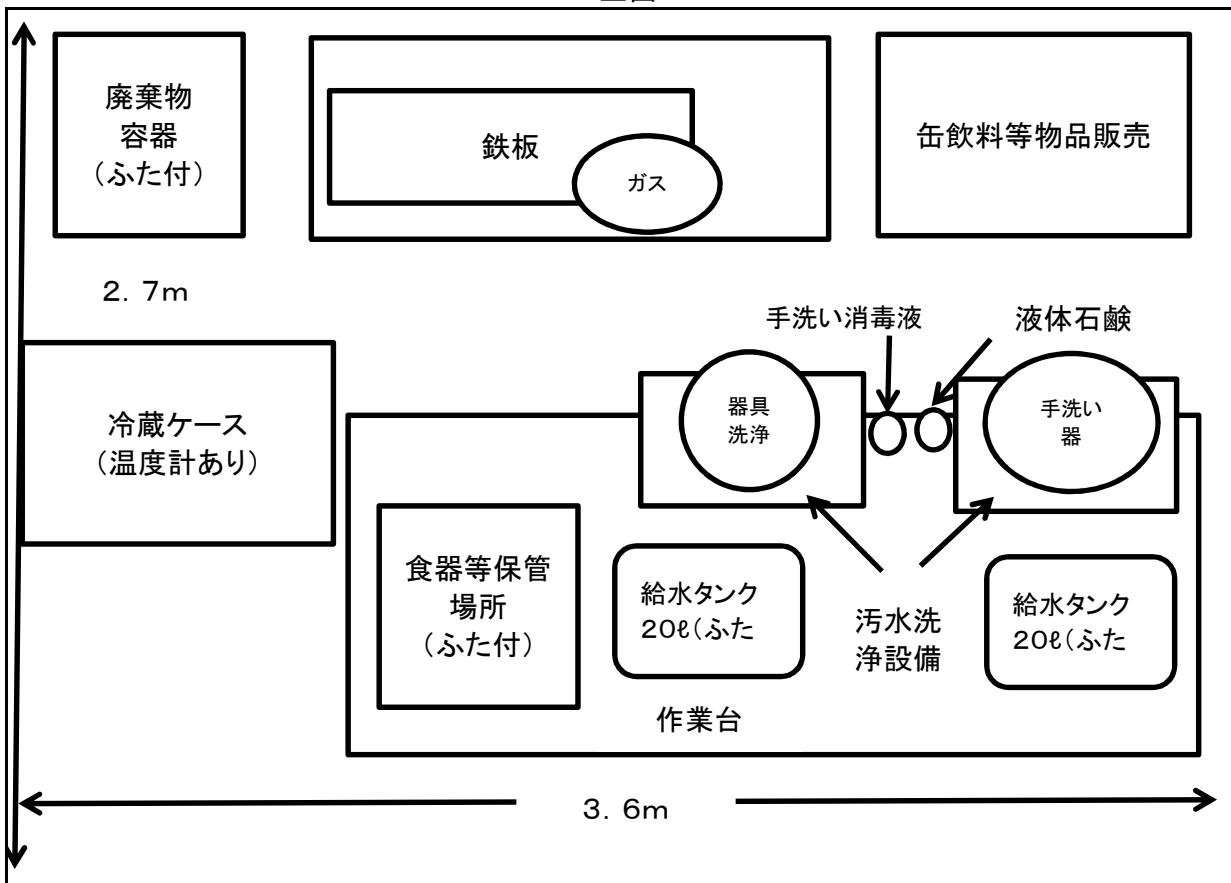 廃棄物
容器
（ふた付）
鉄板
ガス
缶飲料等物品販売
2．7ｍ
手洗い消毒液
液体石鹸
冷蔵ケース
（温度計あり）
器具
洗浄
手洗い
器
食器等保管
場所
（ふた付）
給水タンク
20ℓ（ふた
汚水洗
浄設備
給水タンク
20ℓ（ふた
作業台
3．6ｍ